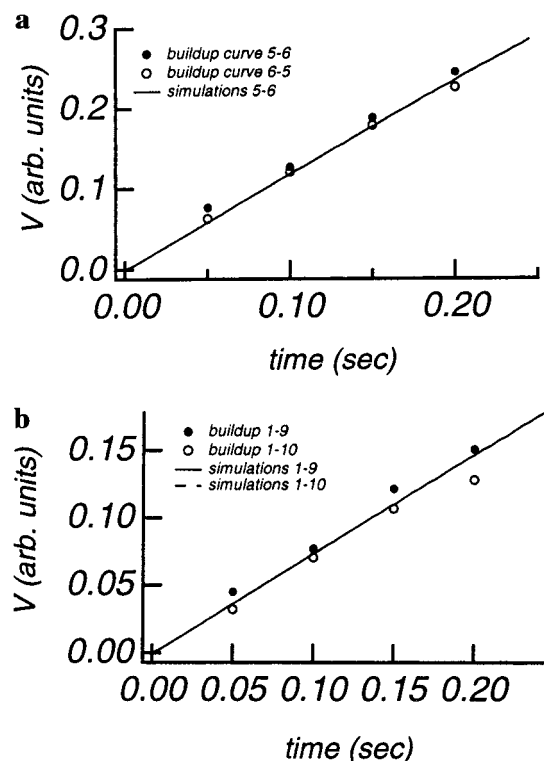 a
0.3
0.2
0.1
0.0
V (arb. units)
buildup curve 5-6
buildup curve 6-5
simulations 5-6
0.00
0.10
0.20
time (sec)
b
0.15
0.10
0.05
0.00
V (arb. units)
buildup 1-9
buildup 1-10
simulations 1-9
simulations 1-10
0.00
0.05
0.10
0.15
0.20
time (sec)